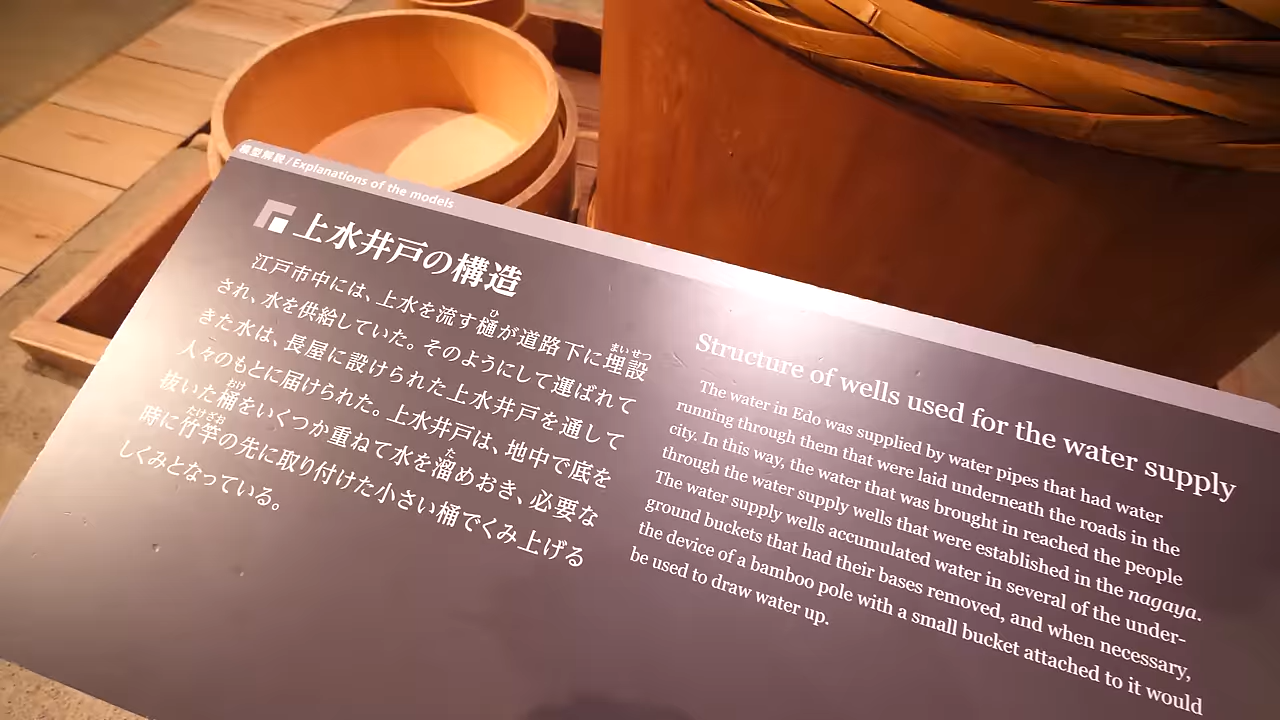 模型解説/Explanations of the models
上水井戸の構造
江戸市中には、上水を流す樋が道路下に埋設
され、水を供給していた。そのようにして運ばれて
きた水は、長屋に設けられた上水井戸を通して
人々のもとに届けられた。上水井戸は、地中で底を
抜いた桶をいくつか重ねて水を溜めおき、必要な
時に竹竿の先に取り付けた小さい桶でくみ上げる
しくみとなっている。
Structure of wells used for the water supply
The water in Edo was supplied by water pipes that had water
running through them that were laid underneath the roads in the
city. In this way, the water that was brought in reached the people
through the water supply wells that were established in the nagaya.
The water supply wells accumulated water in several of the under-
ground buckets that had their bases removed, and when necessary,
the device of a bamboo pole with a small bucket attached to it would
be used to draw water up.